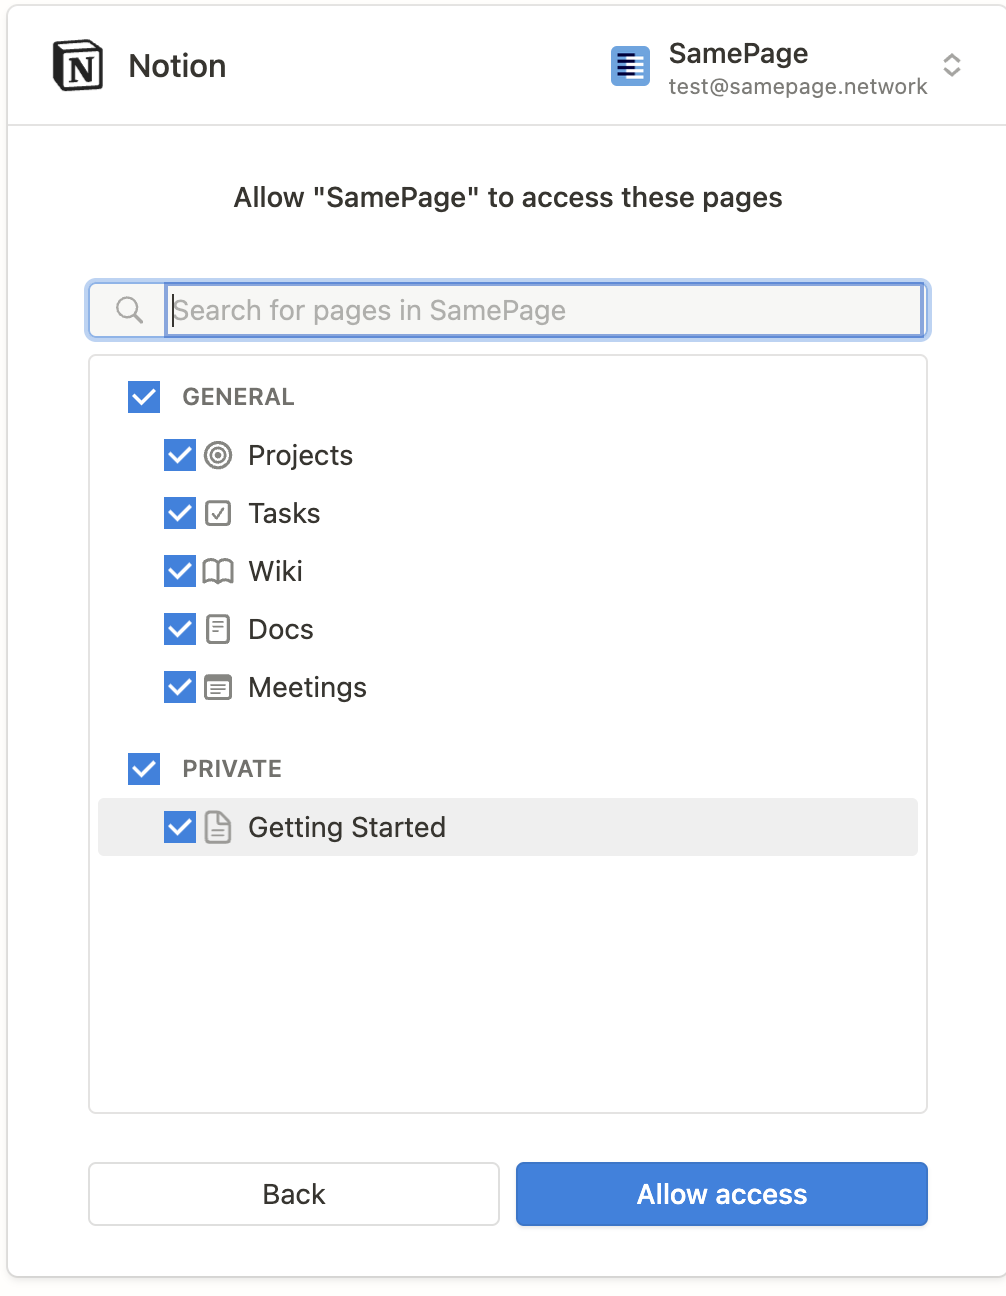 Notion
SamePage
test@samepage.network
Allow "SamePage" to access these pages
Search for pages in SamePage
GENERAL
Projects
Tasks
Wiki
Docs
Meetings
PRIVATE
Getting Started
Back
Allow access